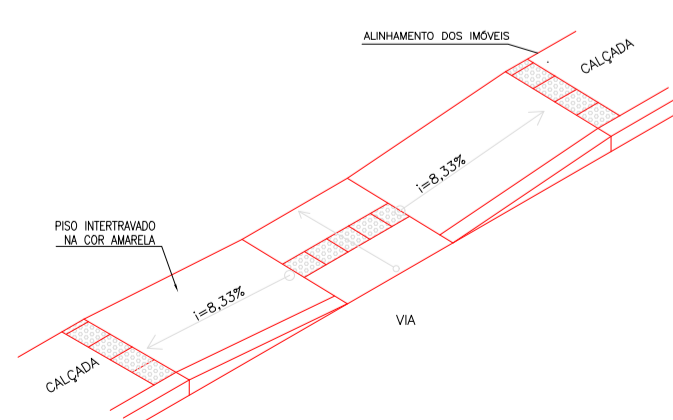 ALINHAMENTO DOS IMÓVEIS
CALÇADA
i=8,33%
PISO INTERTRAVADO
NA COR AMARELA
i=8,33%
VIA
CALÇADA